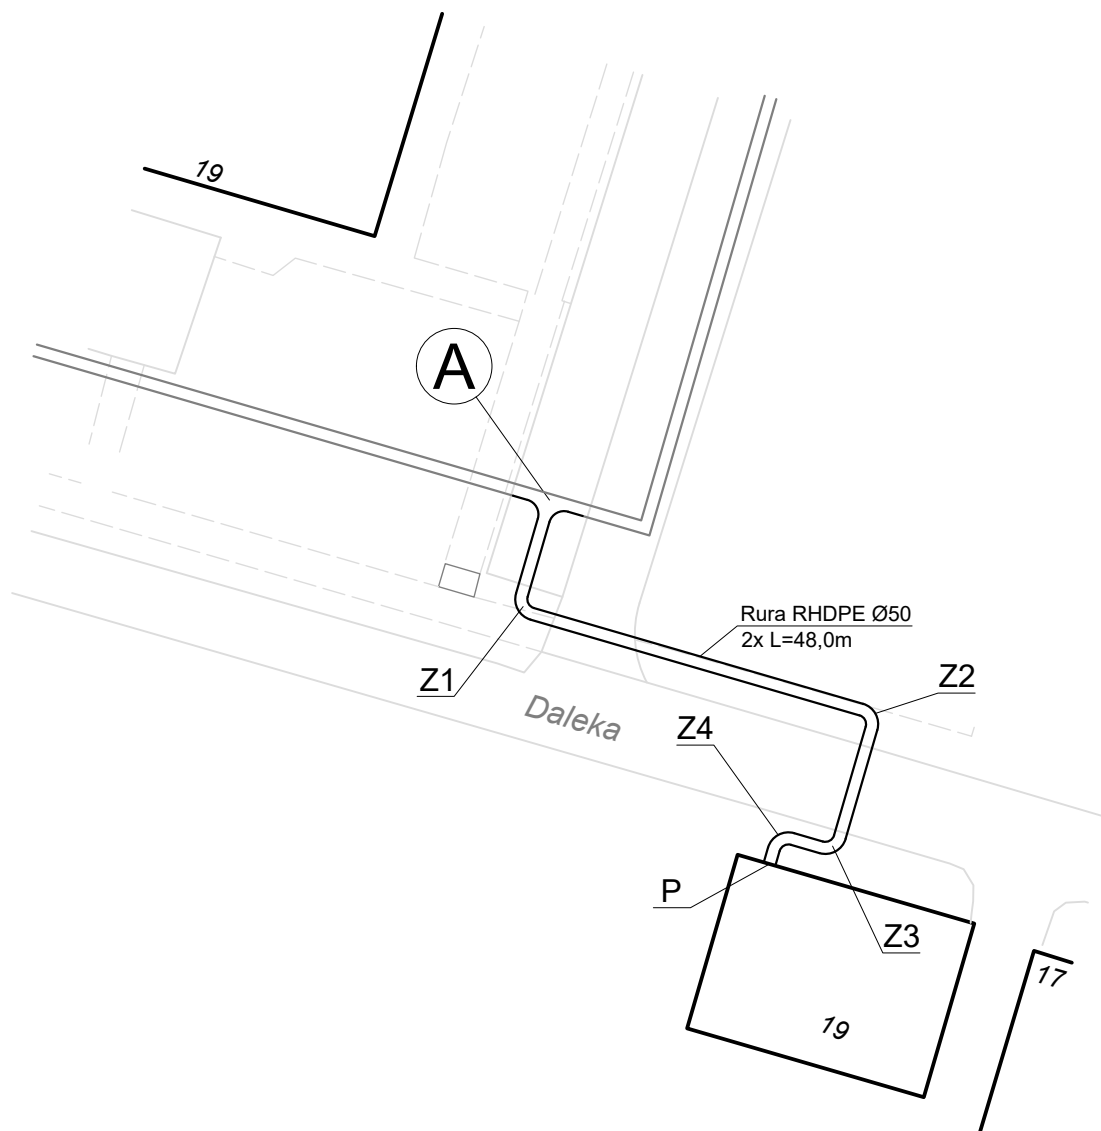 19
A
Rura RHDPE Ø50
2x L=48,0m
Z1
Z2
Daleka
Z4
P
Z3
17
19